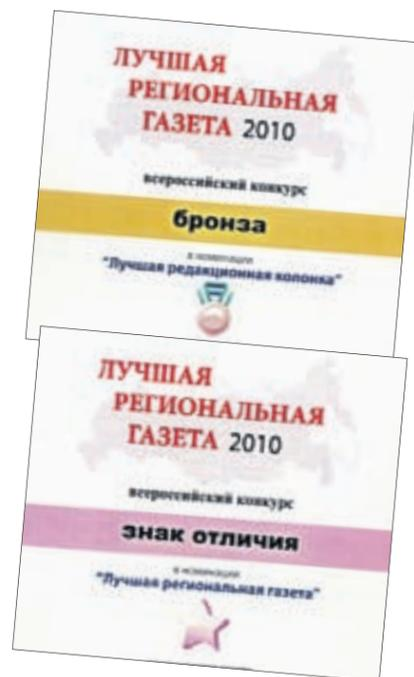 ЛУЧШАЯ
РЕГИОНАЛЬНАЯ
ГАЗЕТА 2010
всероссийский конкурс
бронза
в номинации
"Лучшая редакционная колонка"
ЛУЧШАЯ
РЕГИОНАЛЬНАЯ
ГАЗЕТА 2010
всероссийский конкурс
знак отличия
в номинации
"Лучшая региональная газета"